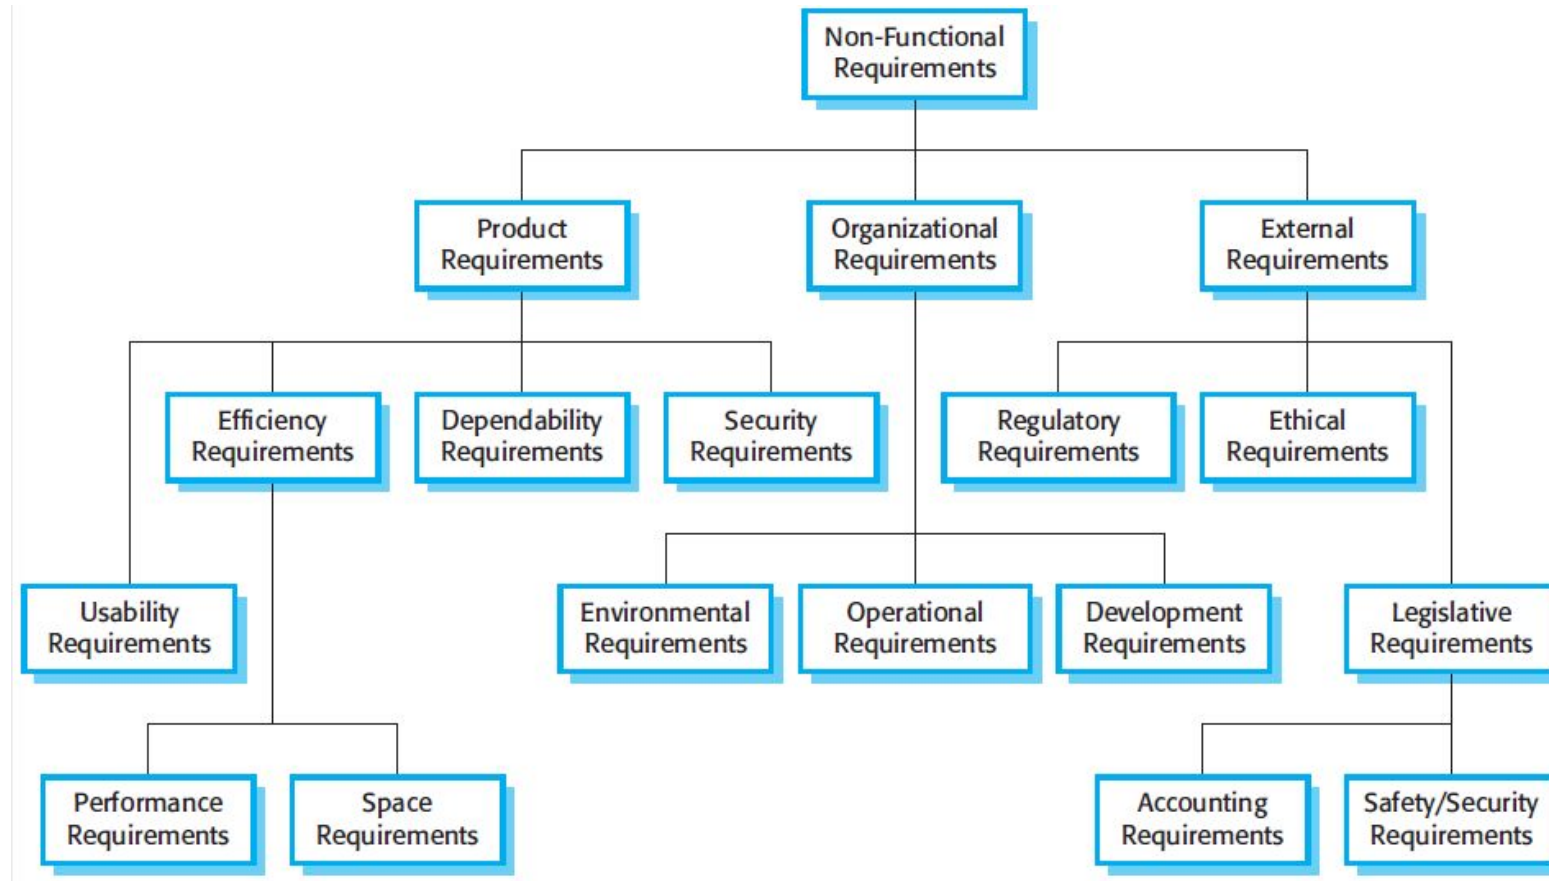 Non-Functional
Requirements
Product
Requirements
Organizational
Requirements
External
Requirements
Efficiency
Requirements
Dependability
Requirements
Security
Requirements
Regulatory
Requirements
Ethical
Requirements
Usability
Requirements
Environmental
Requirements
Operational
Requirements
Development
Requirements
Legislative
Requirements
Performance
Requirements
Space
Requirements
Accounting
Requirements
Safety/Security
Requirements